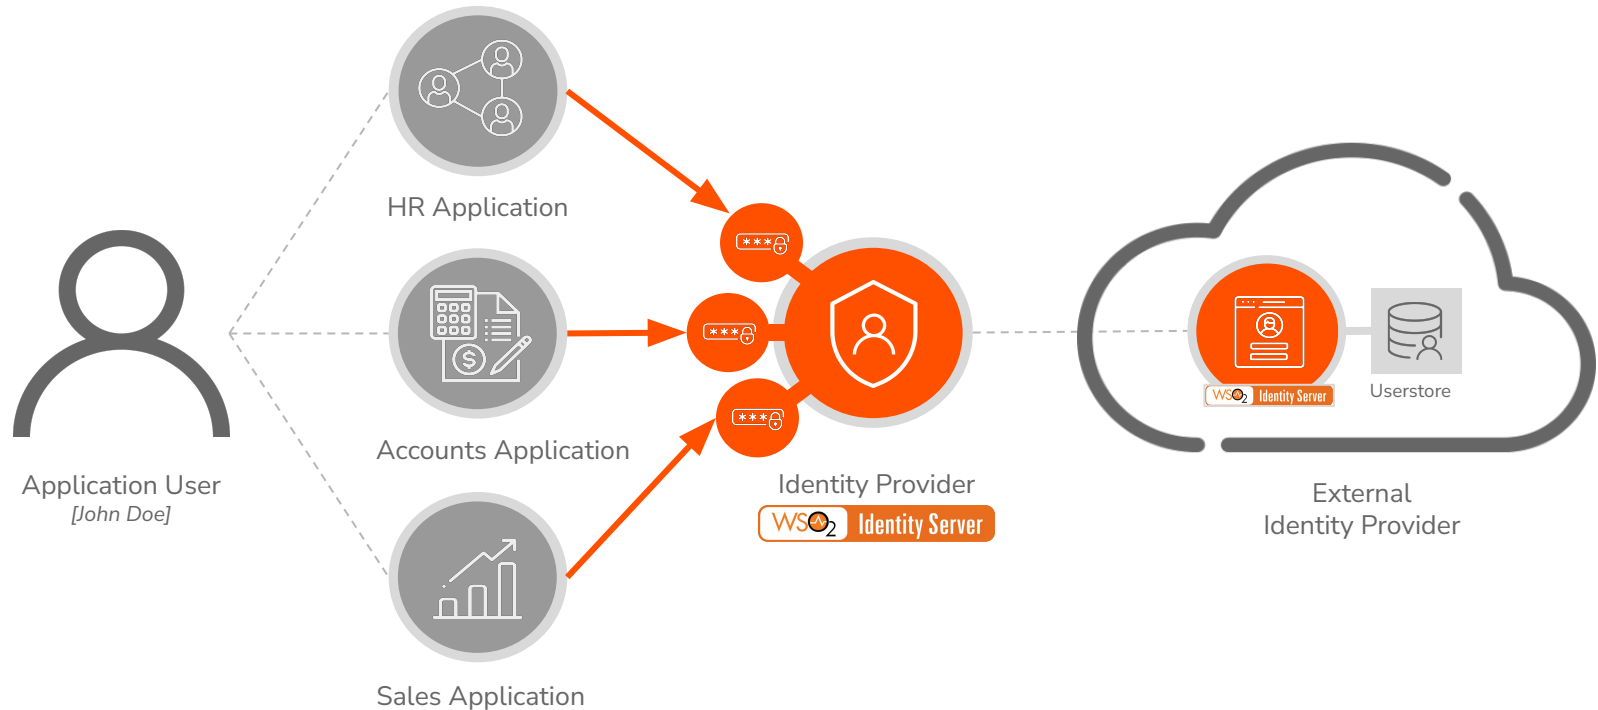 HR Application
Accounts Application
Sales Application
Application User
[John Doe]
***
***
***
Identity Provider
WSO2 Identity Server
$
WSO2 Identity Server
Userstore
External
Identity Provider